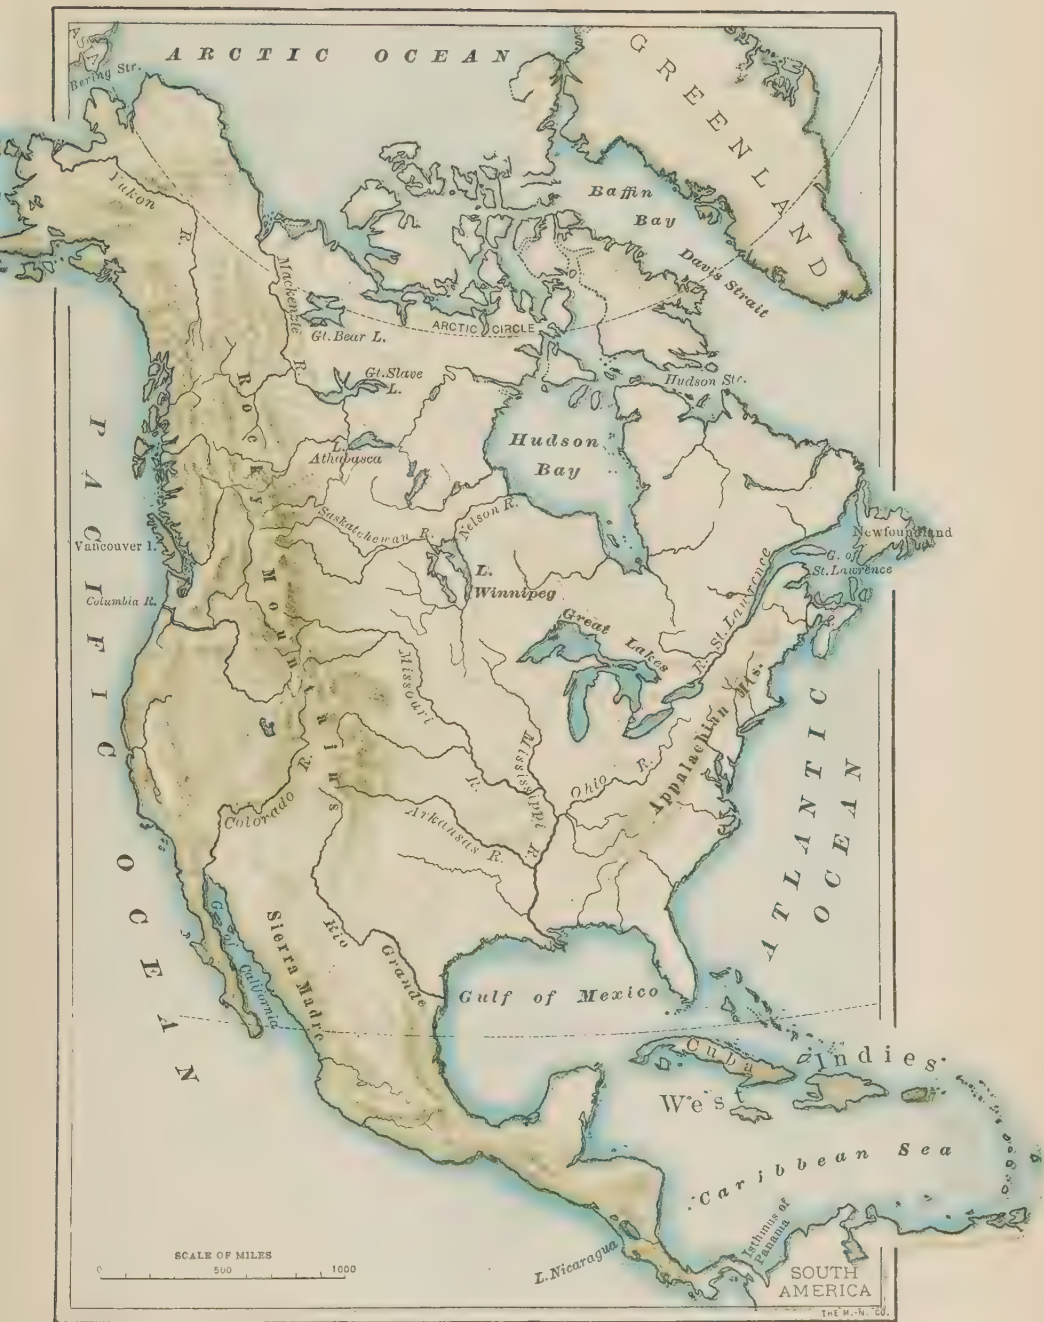 ASIA
Bering Str.
ARCTIC OCEAN
GREENLAND
Baffin
Bay
Davis Strait
Yukon
R.
Mackenzie
R.
Gt. Bear L.
ARCTIC CIRCLE
Gt. Slave
L.
Hudson Str.
Rocky Mountains
L.
Athabasca
Hudson
Bay
PACIFIC OCEAN
Saskatchewan R.
Nelson R.
Vancouver I.
Newfoundland
G. of
St. Lawrence
Columbia R.
L.
Winnipeg
Great Lakes
R. St. Lawrence
Missouri
R.
Mississippi
R.
Ohio R.
Appalachian Mts.
ATLANTIC
OCEAN
Colorado R.
Arkansas R.
G. of California
Sierra Madre
Rio Grande
Gulf of Mexico
Cuba
West Indies
Caribbean Sea
Isthmus of
Panama
L. Nicaragua
SOUTH
AMERICA
SCALE OF MILES
0 500 1000
THE M.-N. CO.